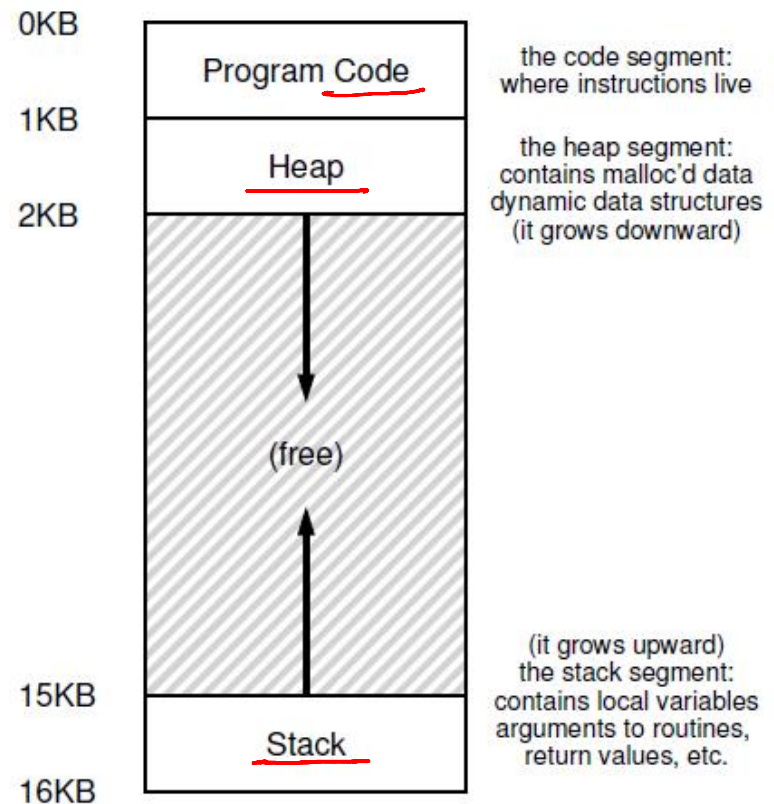 0KB
Program Code
the code segment:
where instructions live
1KB
Heap
the heap segment:
contains malloc'd data
dynamic data structures
(it grows downward)
2KB
(free)
(it grows upward)
the stack segment:
contains local variables
arguments to routines,
return values, etc.
15KB
Stack
16KB